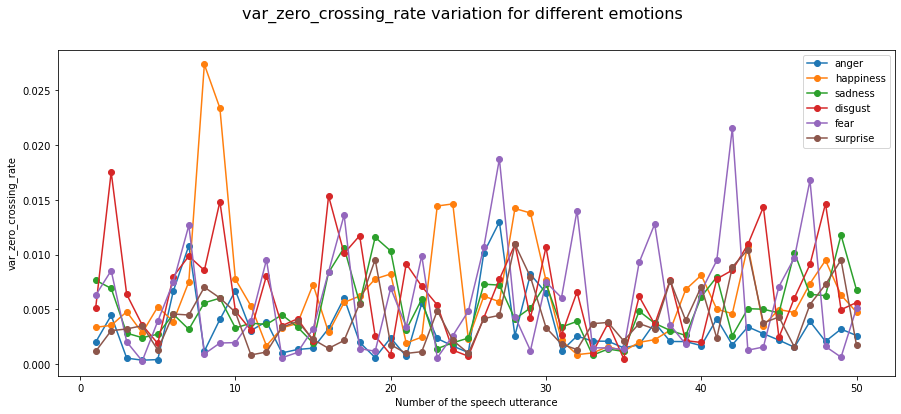 var_zero_crossing_rate variation for different emotions
anger
happiness
sadness
disgust
fear
surprise
0.025
0.020
0.015
0.010
0.005
0.000
var_zero_crossing_rate
0 10 20 30 40 50
Number of the speech utterance